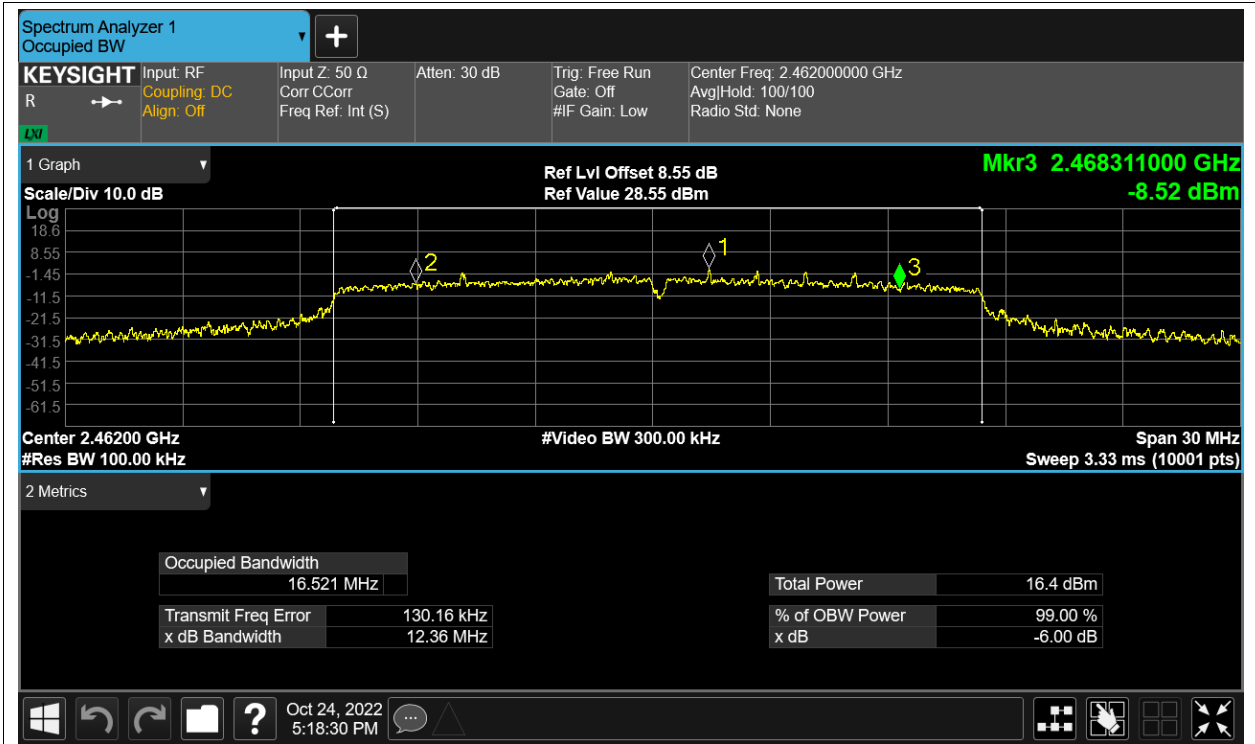 Spectrum Analyzer 1
Occupied BW
KEYSIGHT
R
LXI
Input: RF
Coupling: DC
Align: Off
Input Z: 50 Ω
Corr CCorr
Freq Ref: Int (S)
Atten: 30 dB
Trig: Free Run
Gate: Off
#IF Gain: Low
Center Freq: 2.462000000 GHz
Avg|Hold: 100/100
Radio Std: None
1 Graph
Scale/Div 10.0 dB
Ref Lvl Offset 8.55 dB
Ref Value 28.55 dBm
Mkr3 2.468311000 GHz
-8.52 dBm
Log
18.6
8.55
-1.45
-11.5
-21.5
-31.5
-41.5
-51.5
-61.5
2
1
3
Center 2.46200 GHz
#Video BW 300.00 kHz
Span 30 MHz
#Res BW 100.00 kHz
Sweep 3.33 ms (10001 pts)
2 Metrics
Occupied Bandwidth
16.521 MHz
Transmit Freq Error 130.16 kHz
x dB Bandwidth 12.36 MHz
Total Power 16.4 dBm
% of OBW Power 99.00 %
x dB -6.00 dB
?
Oct 24, 2022
5:18:30 PM